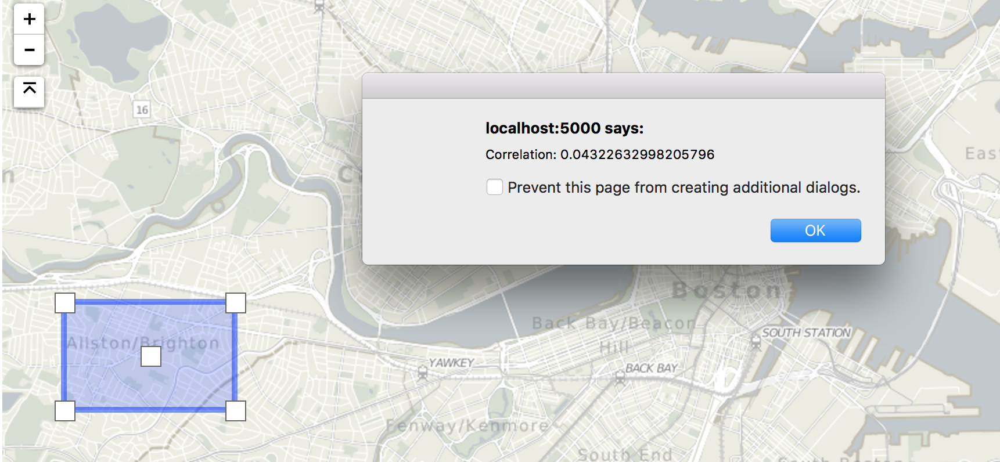 +
−
16
localhost:5000 says:
Correlation: 0.04322632998205796
Prevent this page from creating additional dialogs.
OK
Boston
Back Bay/Beacon
Hill
SOUTH STATION
Allston/Brighton
YAWKEY
BACK BAY
Fenway/Kenmore
South End